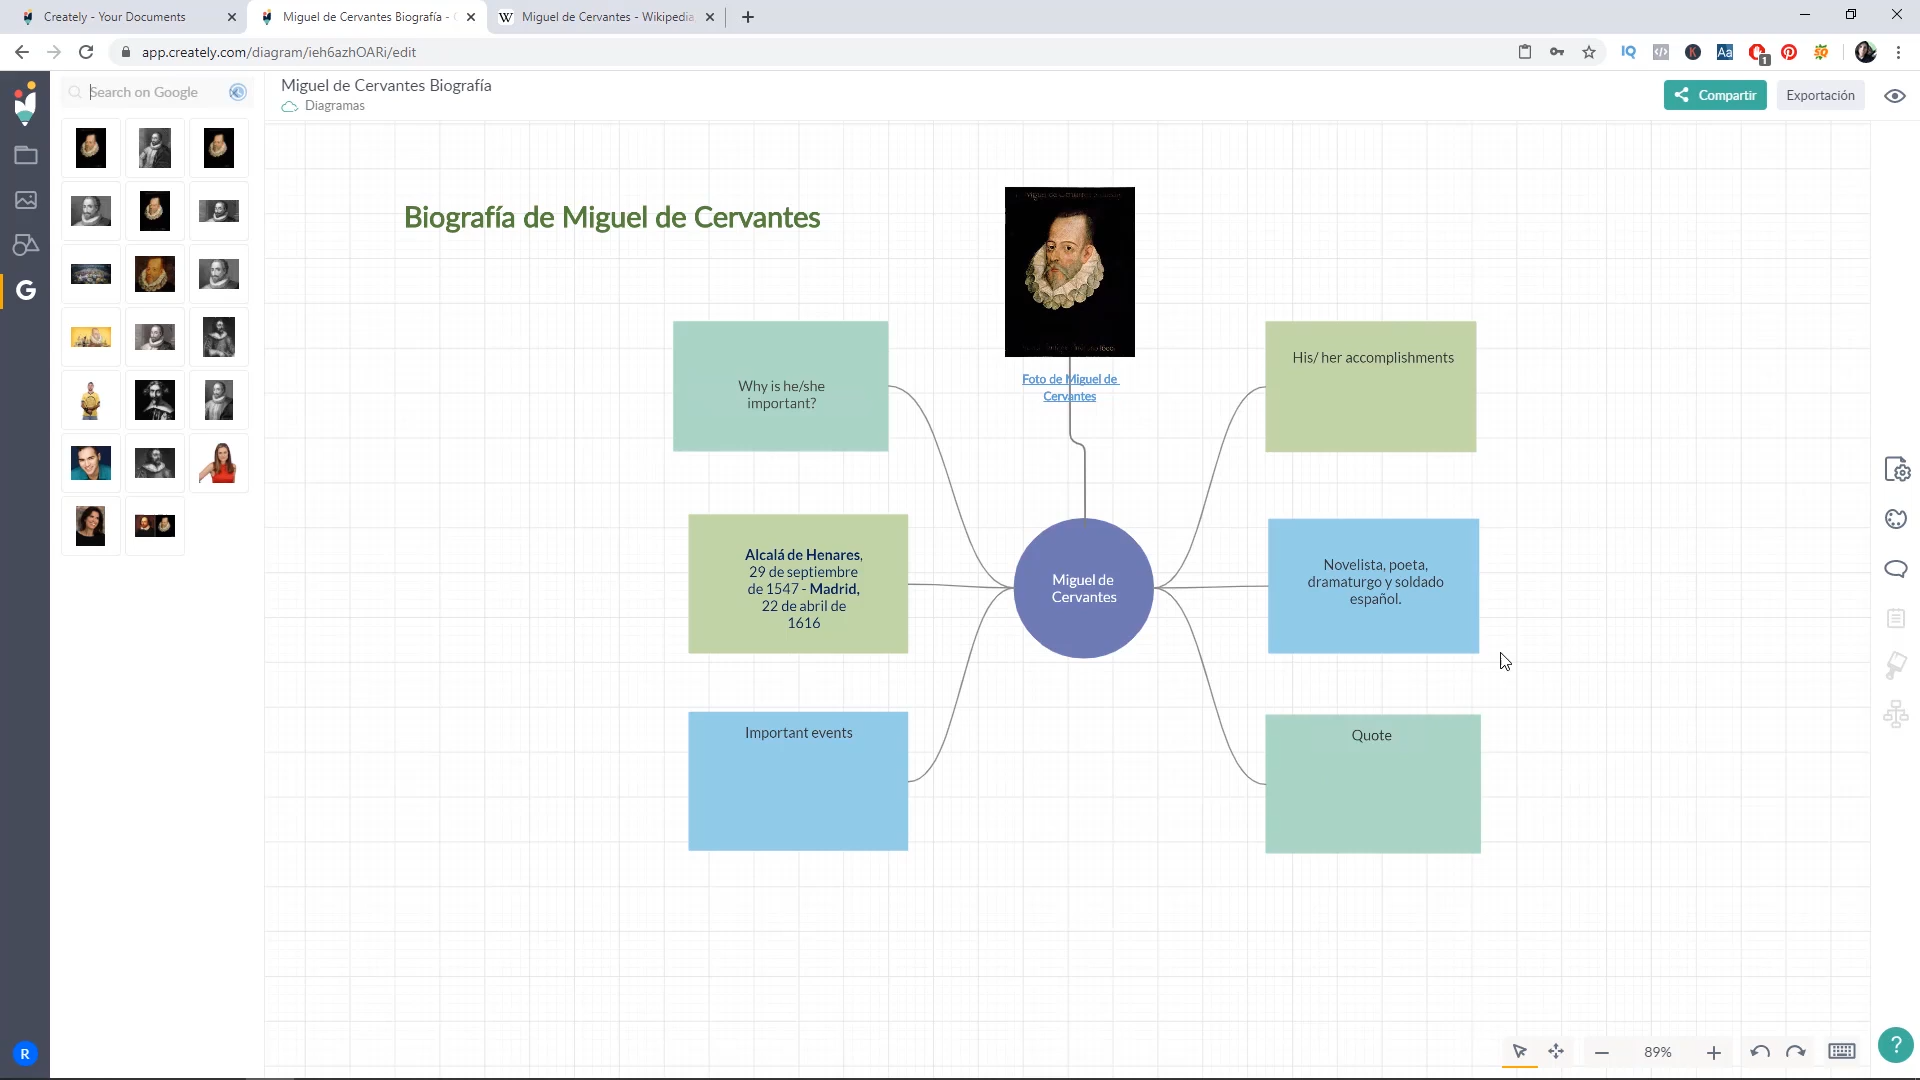 Creately - Your Documents
Miguel de Cervantes Biografía -
Miguel de Cervantes - Wikipedia
app.creately.com/diagram/ieh6azhOARi/edit
Search on Google
Miguel de Cervantes Biografía
Diagramas
Compartir
Exportación
Biografía de Miguel de Cervantes
Foto de Miguel de
Cervantes
Why is he/she
important?
His/ her accomplishments
Alcalá de Henares,
29 de septiembre
de 1547 - Madrid,
22 de abril de
1616
Miguel de
Cervantes
Novelista, poeta,
dramaturgo y soldado
español.
Important events
Quote
R
89%
?